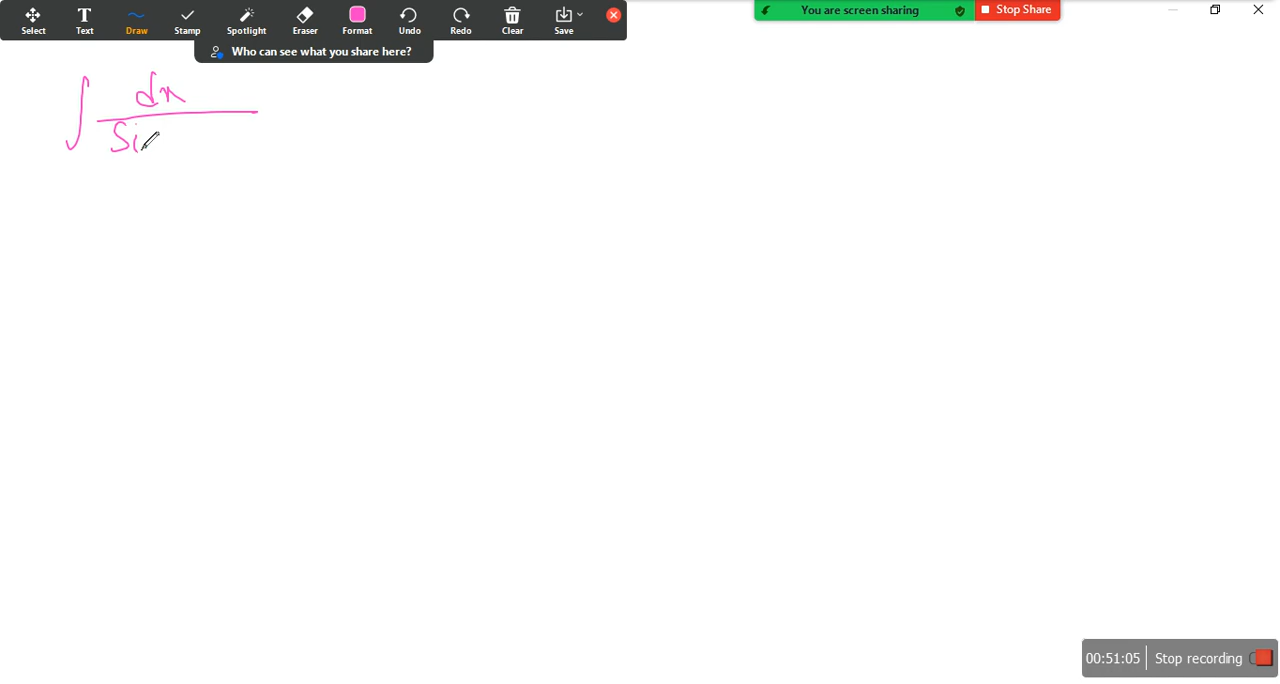 Select Text Draw Stamp Spotlight Eraser Format Undo Redo Clear Save
You are screen sharing Stop Share
Who can see what you share here?
∫ dx
Si
00:51:05 Stop recording